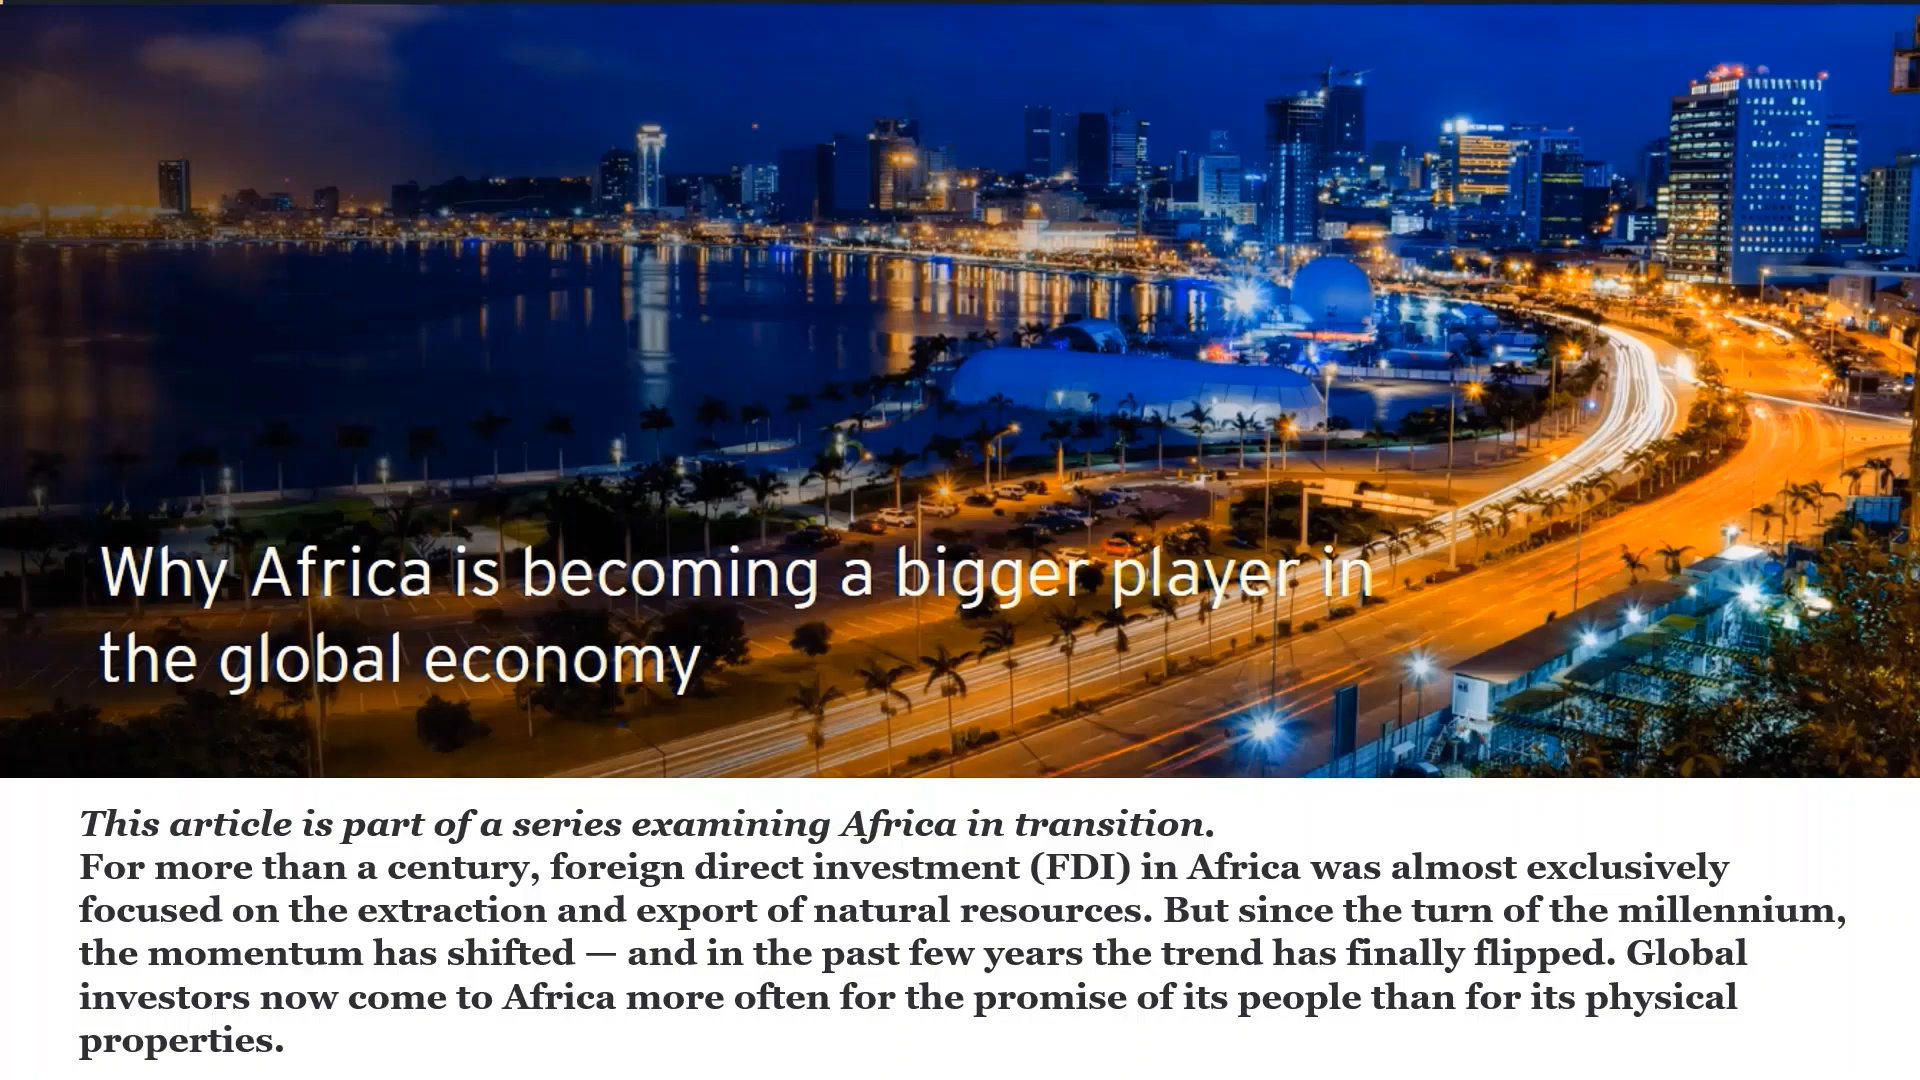 Why Africa is becoming a bigger player in
the global economy
This article is part of a series examining Africa in transition.
For more than a century, foreign direct investment (FDI) in Africa was almost exclusively
focused on the extraction and export of natural resources. But since the turn of the millennium,
the momentum has shifted — and in the past few years the trend has finally flipped. Global
investors now come to Africa more often for the promise of its people than for its physical
properties.